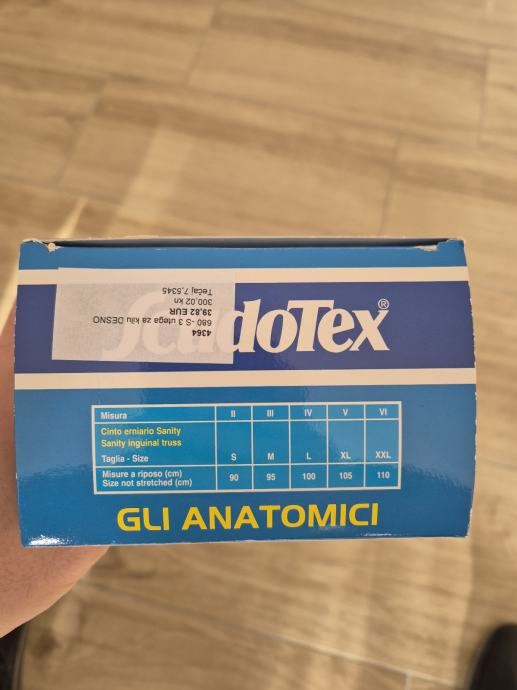 4364
680 -S 3 utega za kilu DESNO
39,82 EUR
300,02 kn
Tečaj 7,5345
ScudoTex®
Misura II III IV V VI
Cinto erniario Sanity
Sanity inguinal truss
Taglia - Size S M L XL XXL
Misure a riposo (cm)
Size not stretched (cm) 90 95 100 105 110
GLI ANATOMICI